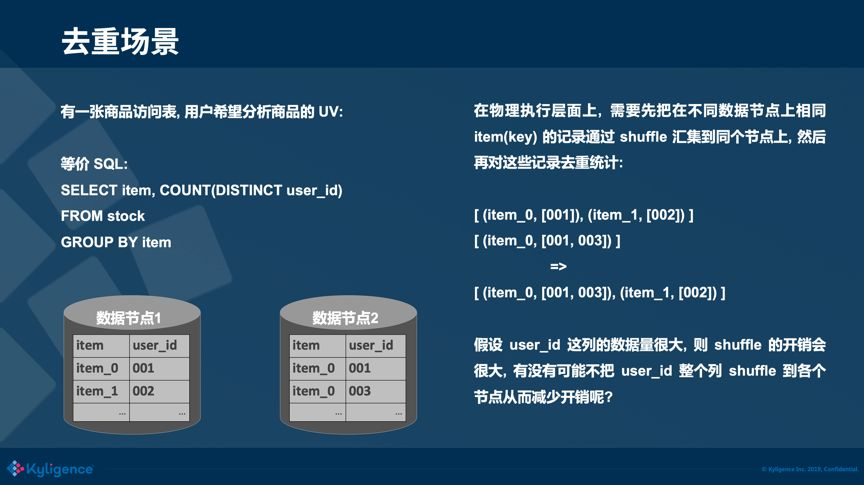 去重场景
有一张商品访问表, 用户希望分析商品的 UV:
等价 SQL:
SELECT item, COUNT(DISTINCT user_id)
FROM stock
GROUP BY item
数据节点1
item user_id
item_0 001
item_1 002
... ...
数据节点2
item user_id
item_0 001
item_0 003
... ...
在物理执行层面上, 需要先把在不同数据节点上相同
item(key) 的记录通过 shuffle 汇集到同个节点上, 然后
再对这些记录去重统计:
[ (item_0, [001]), (item_1, [002]) ]
[ (item_0, [001, 003]) ]
=>
[ (item_0, [001, 003]), (item_1, [002]) ]
假设 user_id 这列的数据量很大, 则 shuffle 的开销会
很大, 有没有可能不把 user_id 整个列 shuffle 到各个
节点从而减少开销呢?
Kyligence
© Kyligence Inc. 2019, Confidential.